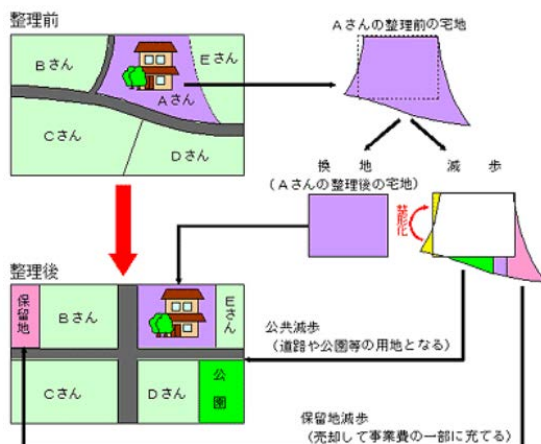 整理前
Aさんの整理前の宅地
Bさん
Eさん
Aさん
Cさん
Dさん
換 地
(Aさんの整理後の宅地)
減 歩
整形化
整理後
保留地
Bさん
Eさん
Cさん
Dさん
公園
公共減歩
(道路や公園等の用地となる)
保留地減歩
(売却して事業費の一部に充てる)